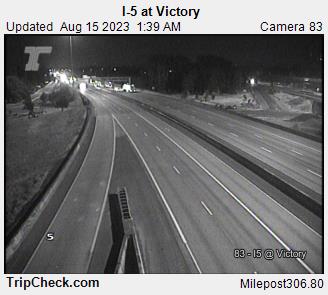 I-5 at Victory
Updated Aug 15 2023 1:39 AM Camera 83
T
S
83 - I5 @ Victory
TripCheck.com Milepost306.80